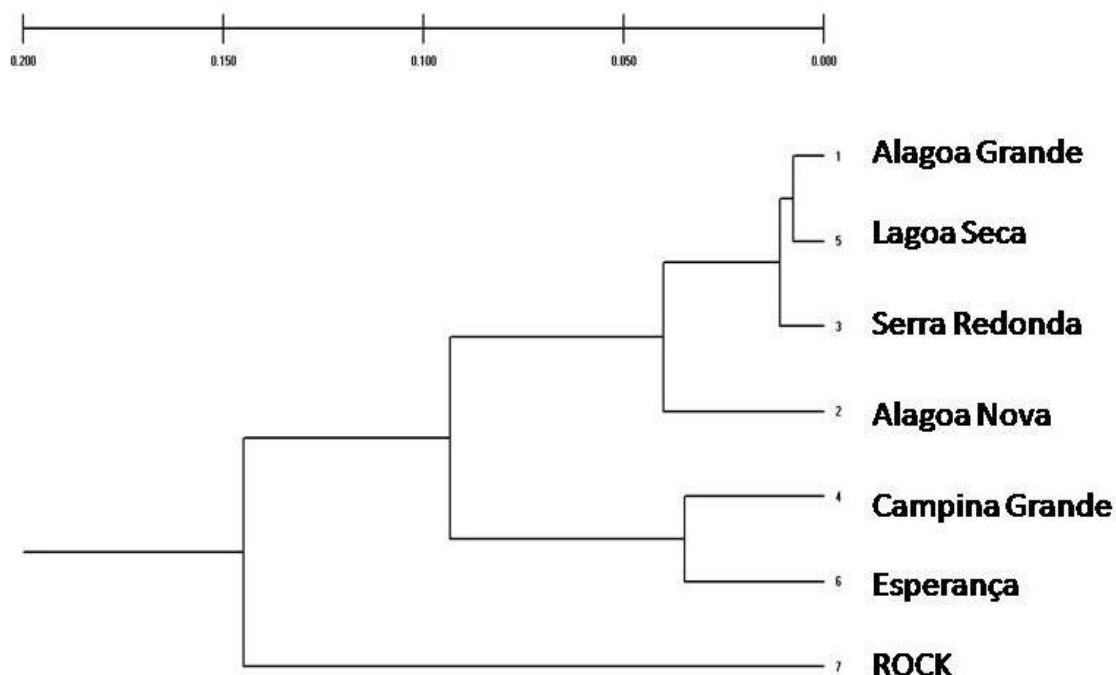 0.200 0.150 0.100 0.050 0.000
1 Alagoa Grande
5 Lagoa Seca
3 Serra Redonda
2 Alagoa Nova
4 Campina Grande
6 Esperança
7 ROCK